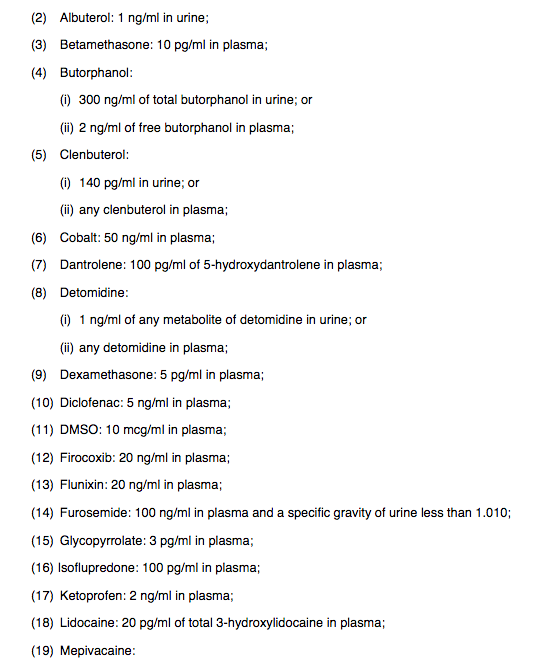 (2) Albuterol: 1 ng/ml in urine;
(3) Betamethasone: 10 pg/ml in plasma;
(4) Butorphanol:
(i) 300 ng/ml of total butorphanol in urine; or
(ii) 2 ng/ml of free butorphanol in plasma;
(5) Clenbuterol:
(i) 140 pg/ml in urine; or
(ii) any clenbuterol in plasma;
(6) Cobalt: 50 ng/ml in plasma;
(7) Dantrolene: 100 pg/ml of 5-hydroxydantrolene in plasma;
(8) Detomidine:
(i) 1 ng/ml of any metabolite of detomidine in urine; or
(ii) any detomidine in plasma;
(9) Dexamethasone: 5 pg/ml in plasma;
(10) Diclofenac: 5 ng/ml in plasma;
(11) DMSO: 10 mcg/ml in plasma;
(12) Firocoxib: 20 ng/ml in plasma;
(13) Flunixin: 20 ng/ml in plasma;
(14) Furosemide: 100 ng/ml in plasma and a specific gravity of urine less than 1.010;
(15) Glycopyrrolate: 3 pg/ml in plasma;
(16) Isoflupredone: 100 pg/ml in plasma;
(17) Ketoprofen: 2 ng/ml in plasma;
(18) Lidocaine: 20 pg/ml of total 3-hydroxylidocaine in plasma;
(19) Mepivacaine: